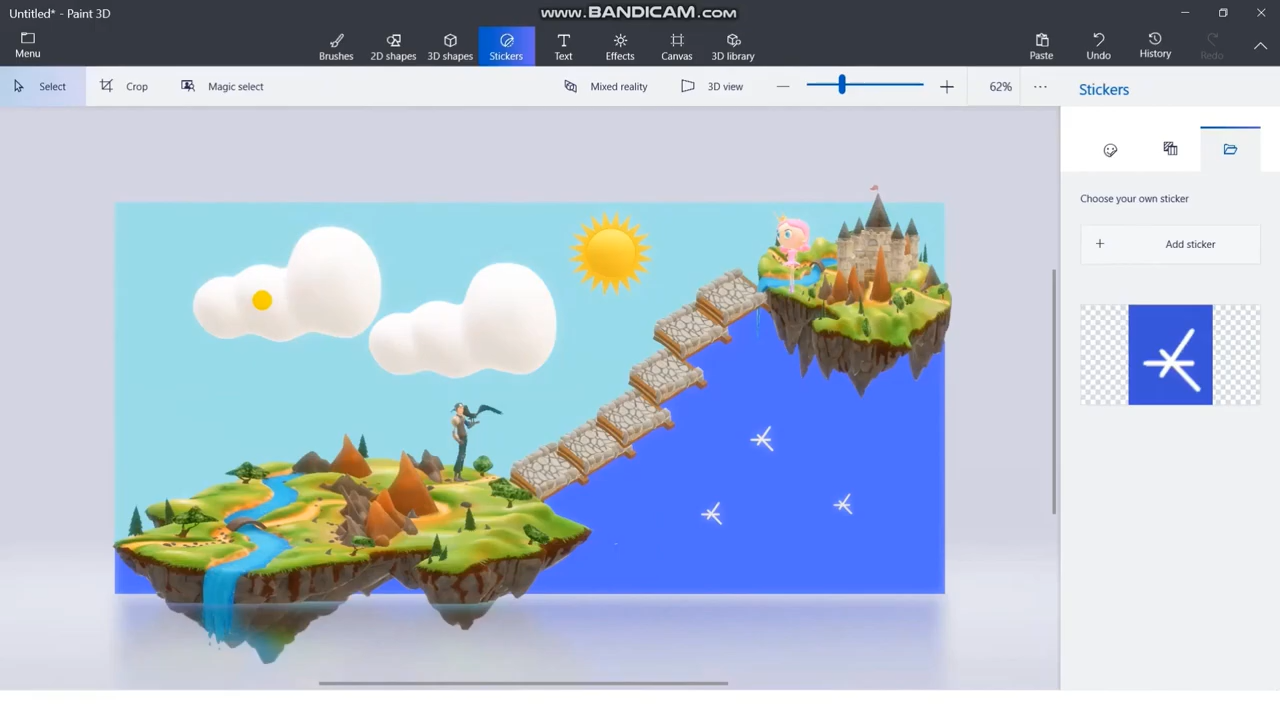 Untitled* - Paint 3D
www.BANDICAM.com
Menu
Brushes
2D shapes
3D shapes
Stickers
Text
Effects
Canvas
3D library
Paste
Undo
History
Redo
Select
Crop
Magic select
Mixed reality
3D view
62%
Stickers
Choose your own sticker
Add sticker